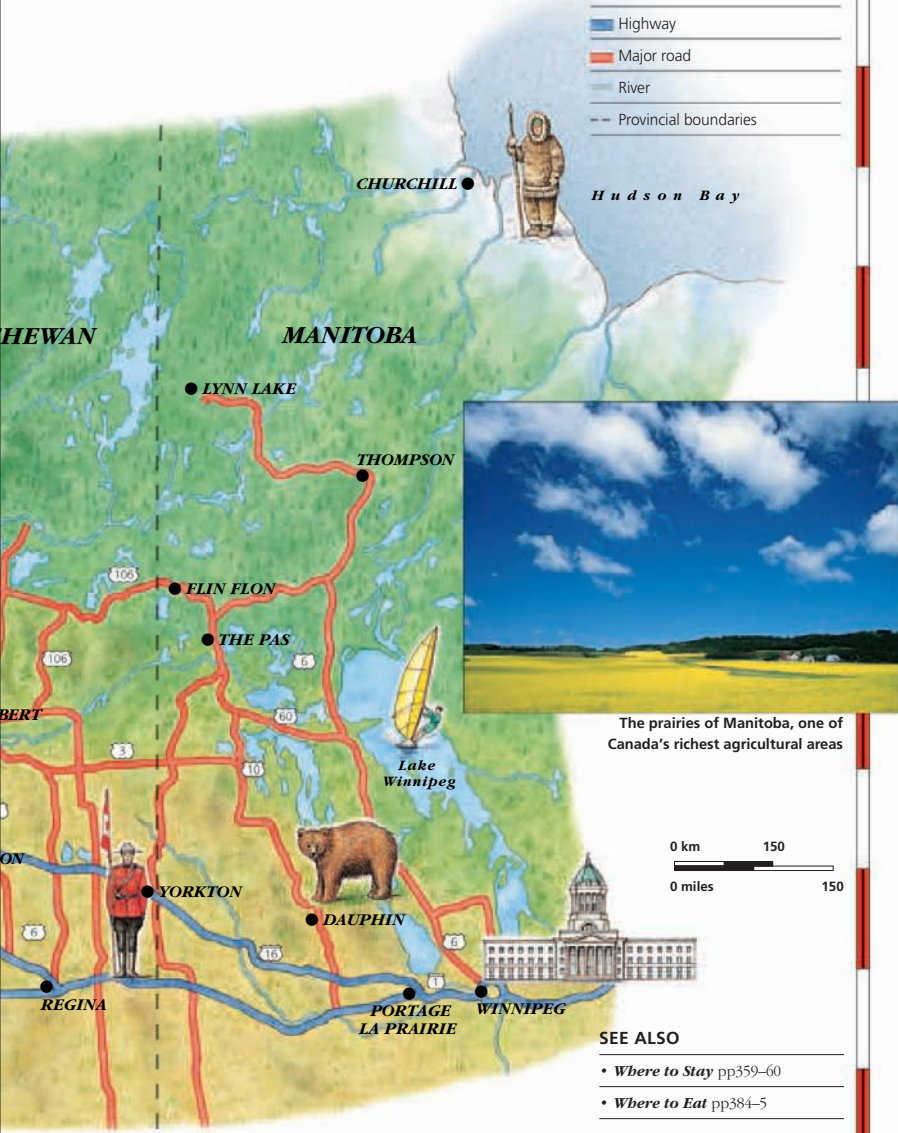 Highway
Major road
River
Provincial boundaries
CHURCHILL
Hudson Bay
HEWAN
MANITOBA
LYNN LAKE
THOMPSON
106
FLIN FLON
THE PAS
106
6
BERT
60
3
10
Lake
Winnipeg
The prairies of Manitoba, one of
Canada's richest agricultural areas
0 km 150
0 miles 150
ON
YORKTON
DAUPHIN
6
6
16
1
REGINA
PORTAGE
LA PRAIRIE
WINNIPEG
SEE ALSO
• Where to Stay pp359–60
• Where to Eat pp384–5